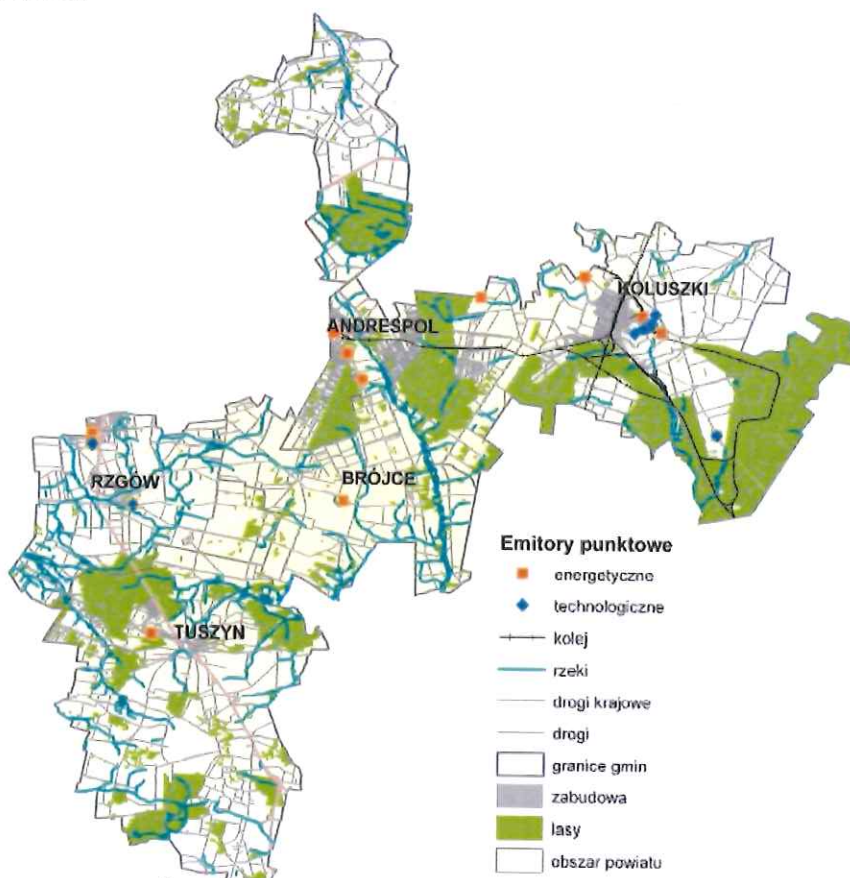 KOLUSZKI
ANDRESPOL
BRÓJCE
RZGÓW
TUSZYN
Emitory punktowe
energetyczne
technologiczne
kolej
rzeki
drogi krajowe
drogi
granice gmin
zabudowa
lasy
obszar powiatu